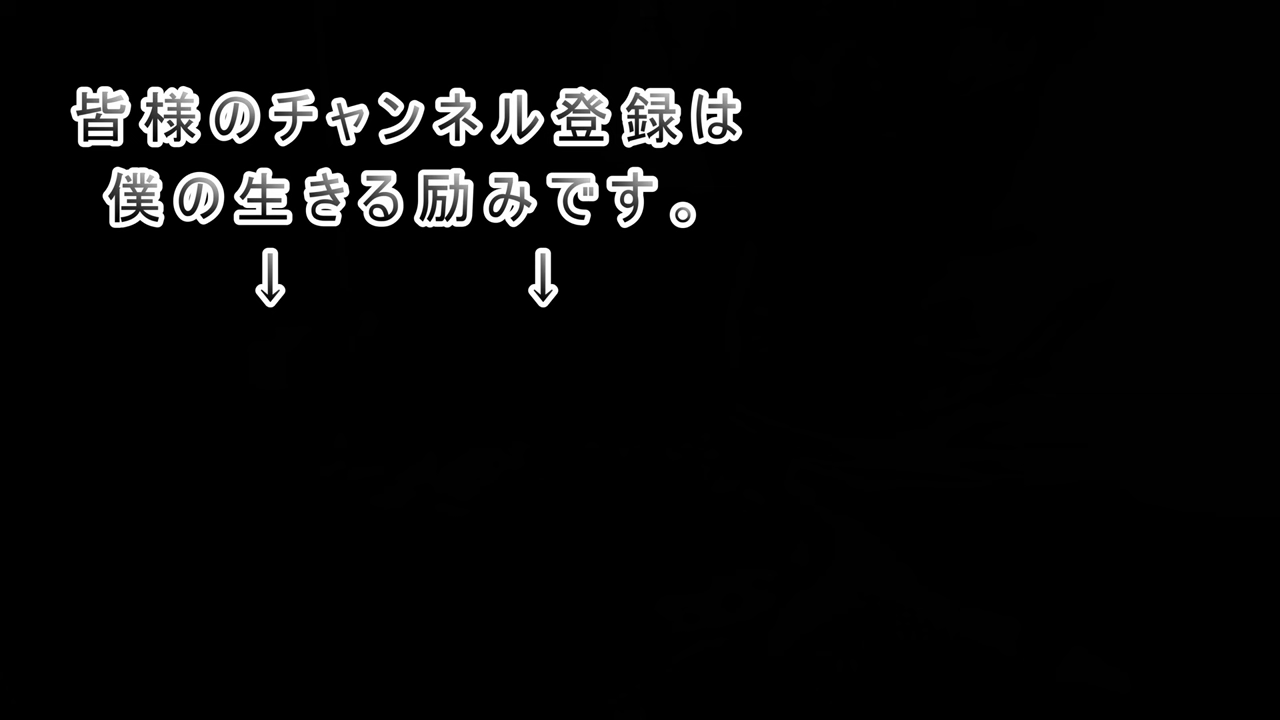 皆様のチャンネル登録は
僕の生きる励みです。
↓ ↓